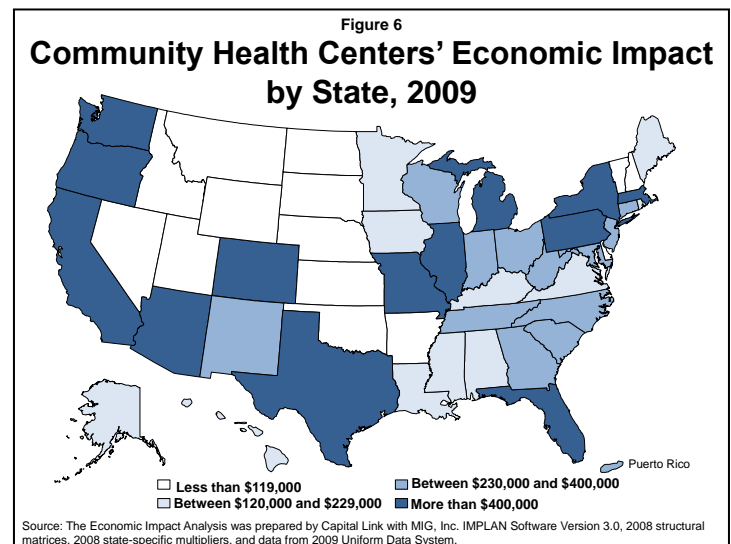 Figure 6
Community Health Centers’ Economic Impact
by State, 2009
Puerto Rico
Less than $119,000
Between $230,000 and $400,000
Between $120,000 and $229,000
More than $400,000
Source: The Economic Impact Analysis was prepared by Capital Link with MIG, Inc. IMPLAN Software Version 3.0, 2008 structural
matrices, 2008 state-specific multipliers, and data from 2009 Uniform Data System.